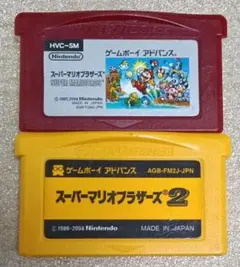 HVC-SM
Nintendo
ゲームボーイ アドバンス
スーパーマリオブラザーズ
SUPER MARIO BROS.
MADE IN JAPAN
ゲームボーイ アドバンス
AGB-FM2J-JPN
スーパーマリオブラザーズ2
©1986-2004 Nintendo
MADE IN JAPAN